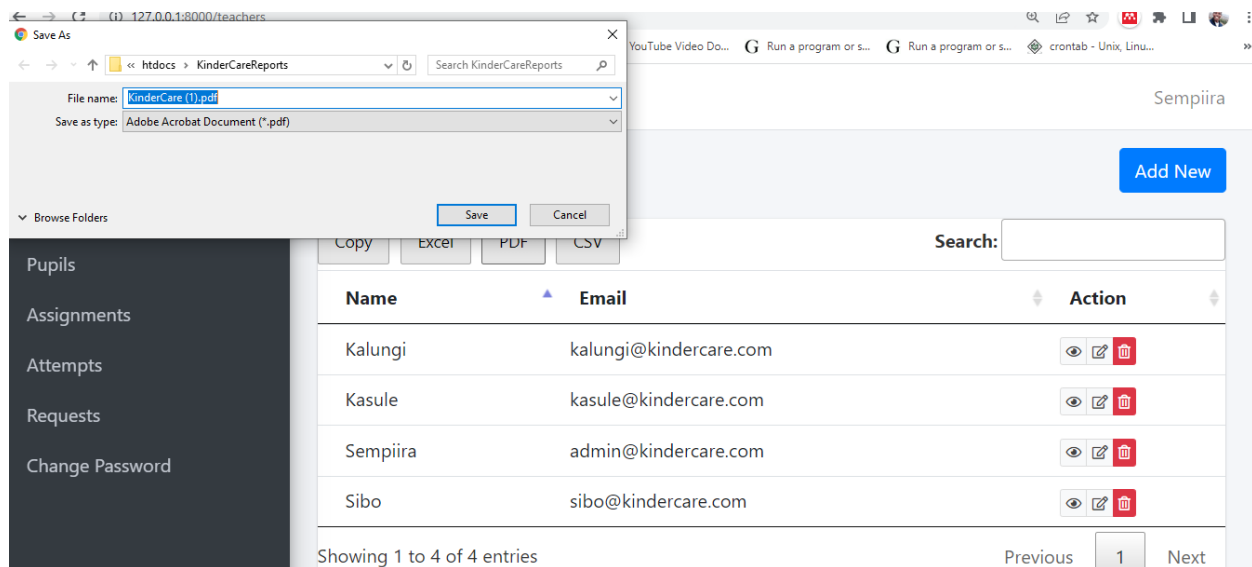 127.0.0.1:8000/teachers
Save As
YouTube Video Do... G Run a program or s... G Run a program or s... crontab - Unix, Linu... »
« htdocs › KinderCareReports
Search KinderCareReports
File name: KinderCare (1).pdf
Save as type: Adobe Acrobat Document (*.pdf)
Sempiira
Add New
Browse Folders
Save Cancel
Copy Excel PDF CSV
Search:
Pupils
Assignments
Attempts
Requests
Change Password
Name Email Action
Kalungi kalungi@kindercare.com
Kasule kasule@kindercare.com
Sempiira admin@kindercare.com
Sibo sibo@kindercare.com
Showing 1 to 4 of 4 entries
Previous 1 Next